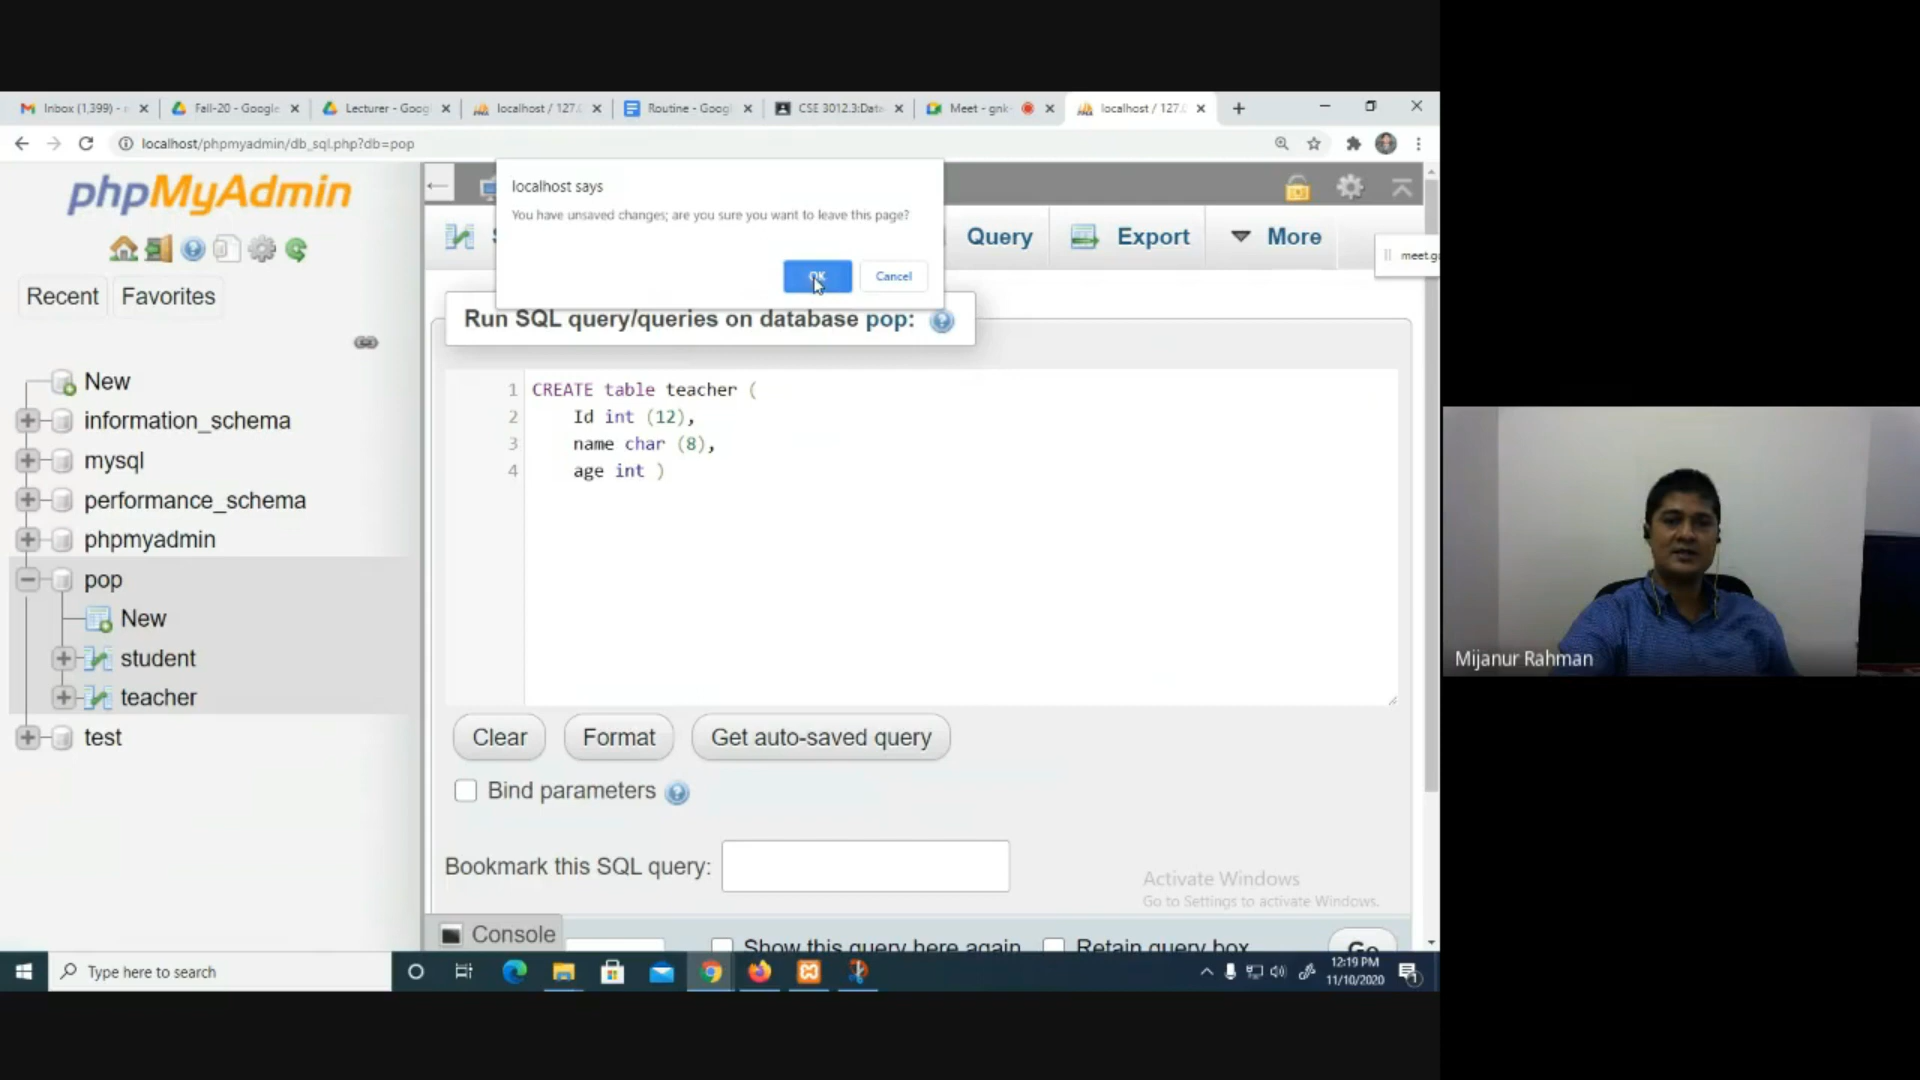 Inbox (1,399) -
Fall-20 - Google
Lecturer - Goog
localhost / 127.
Routine - Goog
CSE 3012.3:Data
Meet - gnk
localhost / 127.
localhost/phpmyadmin/db_sql.php?db=pop
phpMyAdmin
Recent
Favorites
New
information_schema
mysql
performance_schema
phpmyadmin
pop
New
student
teacher
test
localhost says
You have unsaved changes; are you sure you want to leave this page?
OK
Cancel
Query
Export
More
Run SQL query/queries on database pop:
1 CREATE table teacher (
2 Id int (12),
3 name char (8),
4 age int )
Clear
Format
Get auto-saved query
Bind parameters
Bookmark this SQL query:
Activate Windows
Go to Settings to activate Windows.
Console
Show this query here again
Retain query box
Go
Type here to search
12:19 PM
11/10/2020
1
Mijanur Rahman